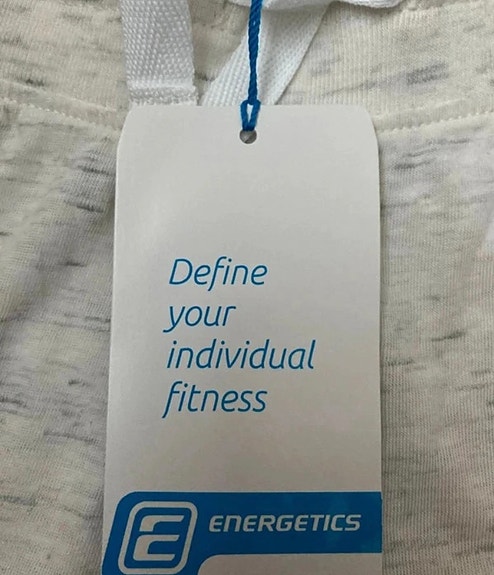 Define
your
individual
fitness
ENERGETICS